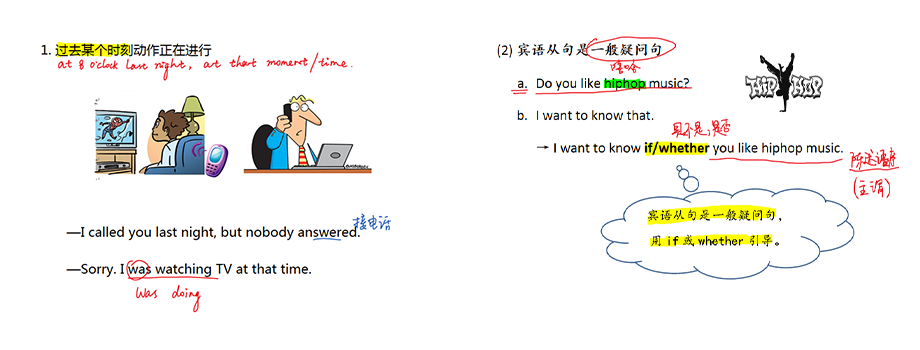 1. 过去某个时刻动作正在进行
at 8 o'clock last night, at that moment/time.
接电话
—I called you last night, but nobody answered.
—Sorry. I was watching TV at that time.
was doing
(2) 宾语从句是一般疑问句
嘻哈
a. Do you like hiphop music?
HIP HOP
b. I want to know that.
是不是,是否
→ I want to know if/whether you like hiphop music.
陈述语序
(主谓)
宾语从句是一般疑问句,
用 if 或 whether 引导。